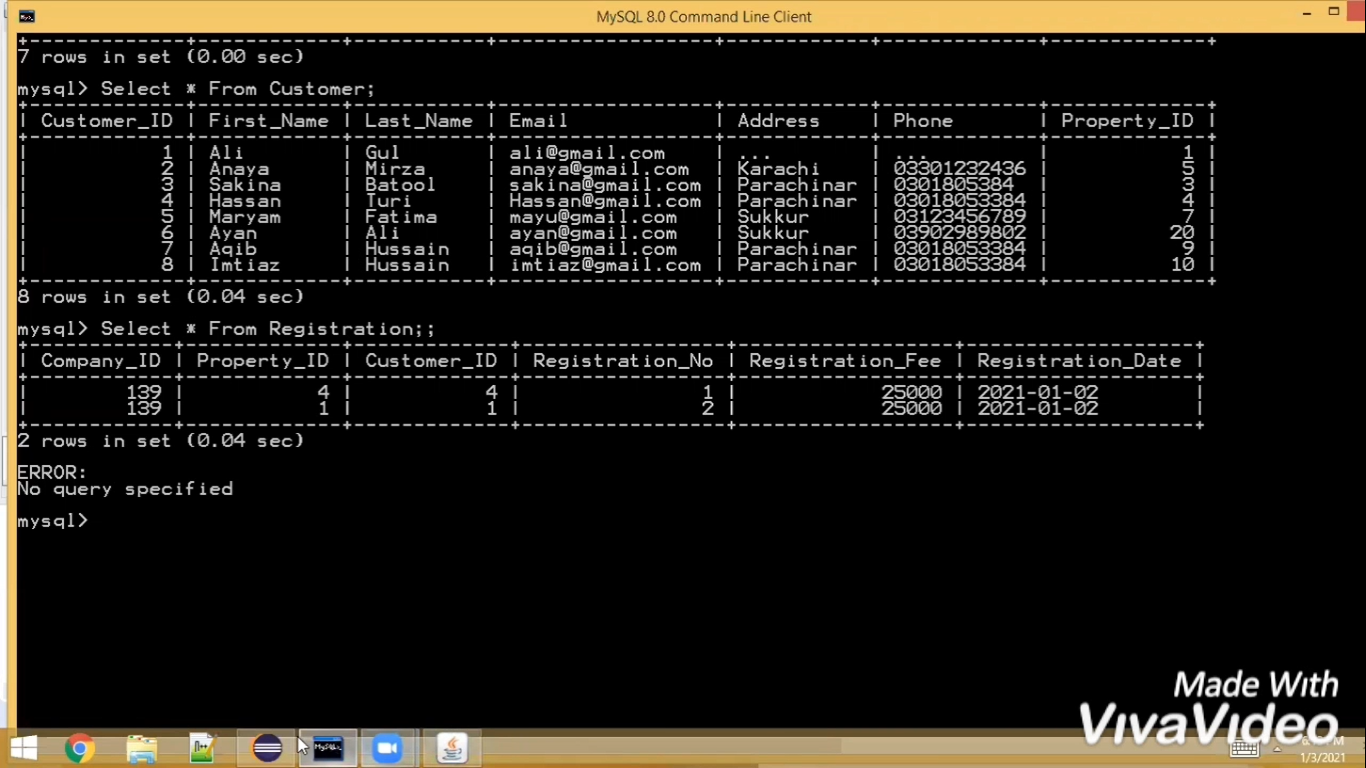 MySQL 8.0 Command Line Client
+-------------+------------+-----------+------------------+------------+-------------+-------------+
7 rows in set (0.00 sec)
mysql> Select * From Customer;
| Customer_ID | First_Name | Last_Name | Email | Address | Phone | Property_ID |
| 1 | Ali | Gul | ali@gmail.com | ... | ... | 1 |
| 2 | Anaya | Mirza | anaya@gmail.com | Karachi | 03301232436 | 5 |
| 3 | Sakina | Batool | sakina@gmail.com | Parachinar | 0301805384 | 3 |
| 4 | Hassan | Turi | Hassan@gmail.com | Parachinar | 03018053384 | 4 |
| 5 | Maryam | Fatima | mayu@gmail.com | Sukkur | 03123456789 | 7 |
| 6 | Ayan | Ali | ayan@gmail.com | Sukkur | 03902989802 | 20 |
| 7 | Aqib | Hussain | aqib@gmail.com | Parachinar | 03018053384 | 9 |
| 8 | Imtiaz | Hussain | imtiaz@gmail.com | Parachinar | 03018053384 | 10 |
8 rows in set (0.04 sec)
mysql> Select * From Registration;;
| Company_ID | Property_ID | Customer_ID | Registration_No | Registration_Fee | Registration_Date |
| 139 | 4 | 4 | 1 | 25000 | 2021-01-02 |
| 139 | 1 | 1 | 2 | 25000 | 2021-01-02 |
2 rows in set (0.04 sec)
ERROR:
No query specified
mysql>
Made With
VivaVideo
1/3/2021